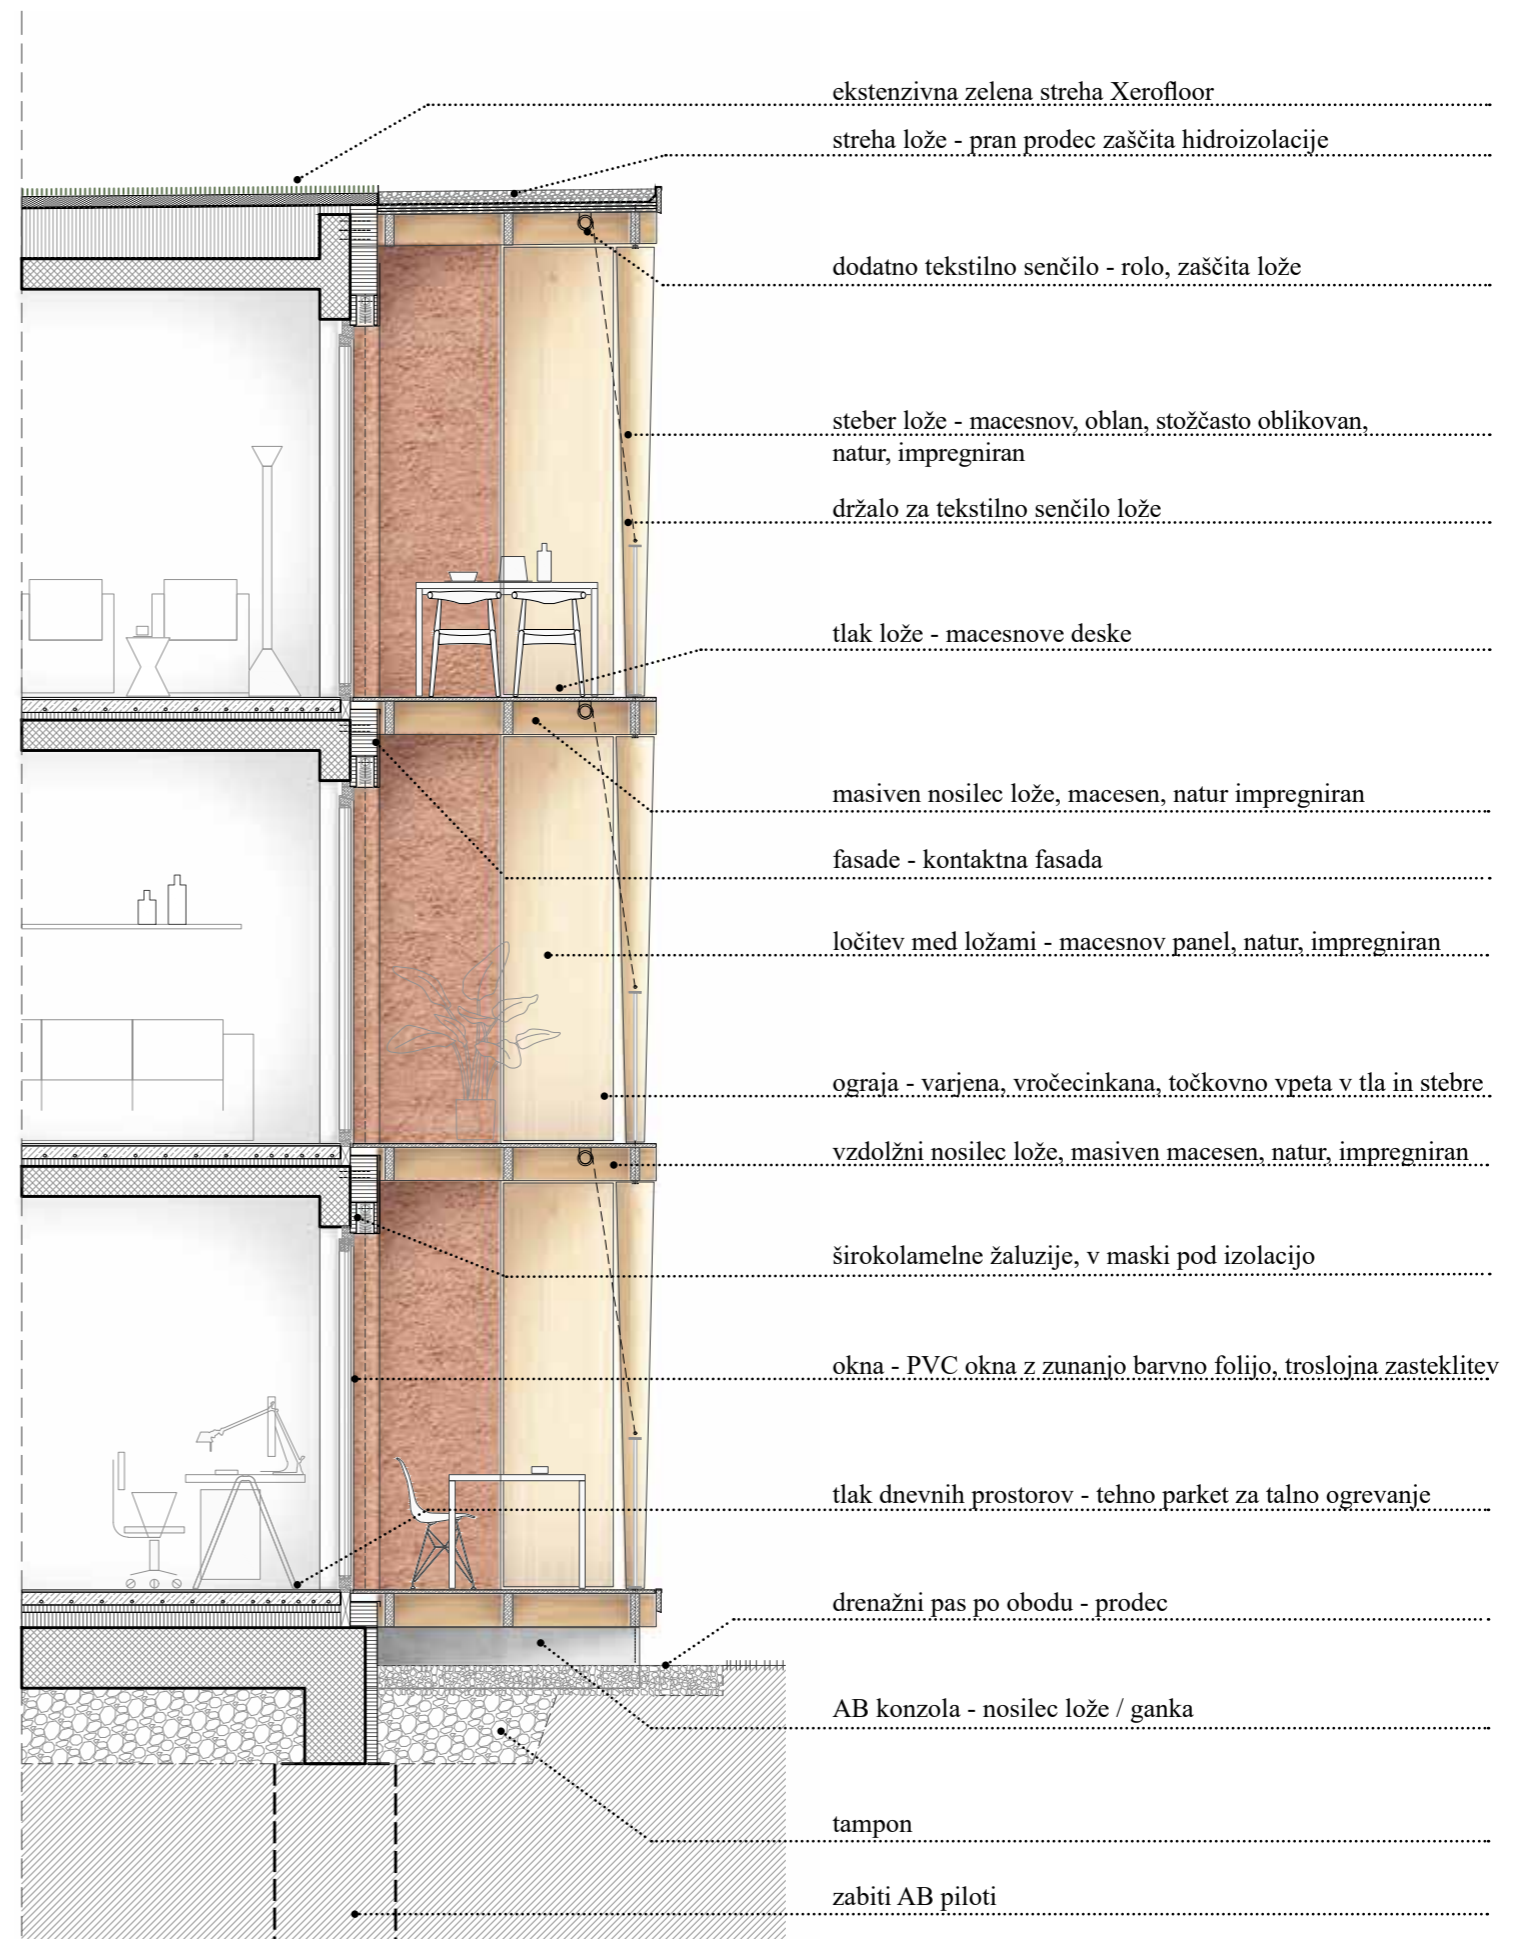 ekstenzivna zelena streha Xerofloor
streha lože - pran prodec zaščita hidroizolacije
dodatno tekstilno senčilo - rolo, zaščita lože
steber lože - macesnov, oblan, stožčasto oblikovan,
natur, impregniran
držalo za tekstilno senčilo lože
tlak lože - macesnove deske
masiven nosilec lože, macesen, natur impregniran
fasade - kontaktna fasada
ločitev med ložami - macesnov panel, natur, impregniran
ograja - varjena, vročecinkana, točkovno vpeta v tla in stebre
vzdolžni nosilec lože, masiven macesen, natur, impregniran
širokolamelne žaluzije, v maski pod izolacijo
okna - PVC okna z zunanjo barvno folijo, troslojna zasteklitev
tlak dnevnih prostorov - tehno parket za talno ogrevanje
drenažni pas po obodu - prodec
AB konzola - nosilec lože / ganka
tampon
zabiti AB piloti